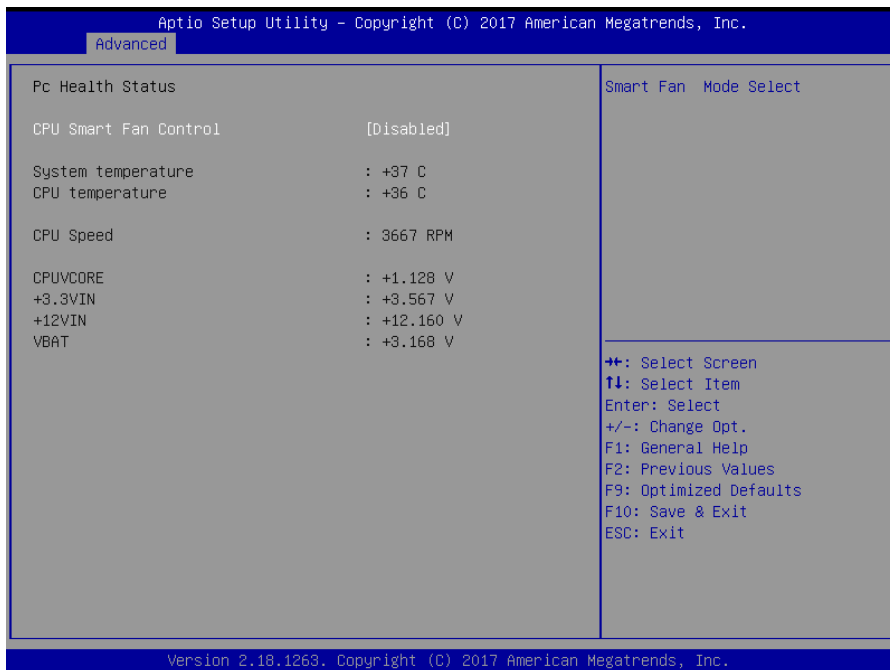 Aptio Setup Utility – Copyright (C) 2017 American Megatrends, Inc.
Advanced
Pc Health Status
CPU Smart Fan Control [Disabled]
System temperature : +37 C
CPU temperature : +36 C
CPU Speed : 3667 RPM
CPUVCORE : +1.128 V
+3.3VIN : +3.567 V
+12VIN : +12.160 V
VBAT : +3.168 V
Smart Fan Mode Select
→←: Select Screen
↑↓: Select Item
Enter: Select
+/-: Change Opt.
F1: General Help
F2: Previous Values
F9: Optimized Defaults
F10: Save & Exit
ESC: Exit
Version 2.18.1263. Copyright (C) 2017 American Megatrends, Inc.